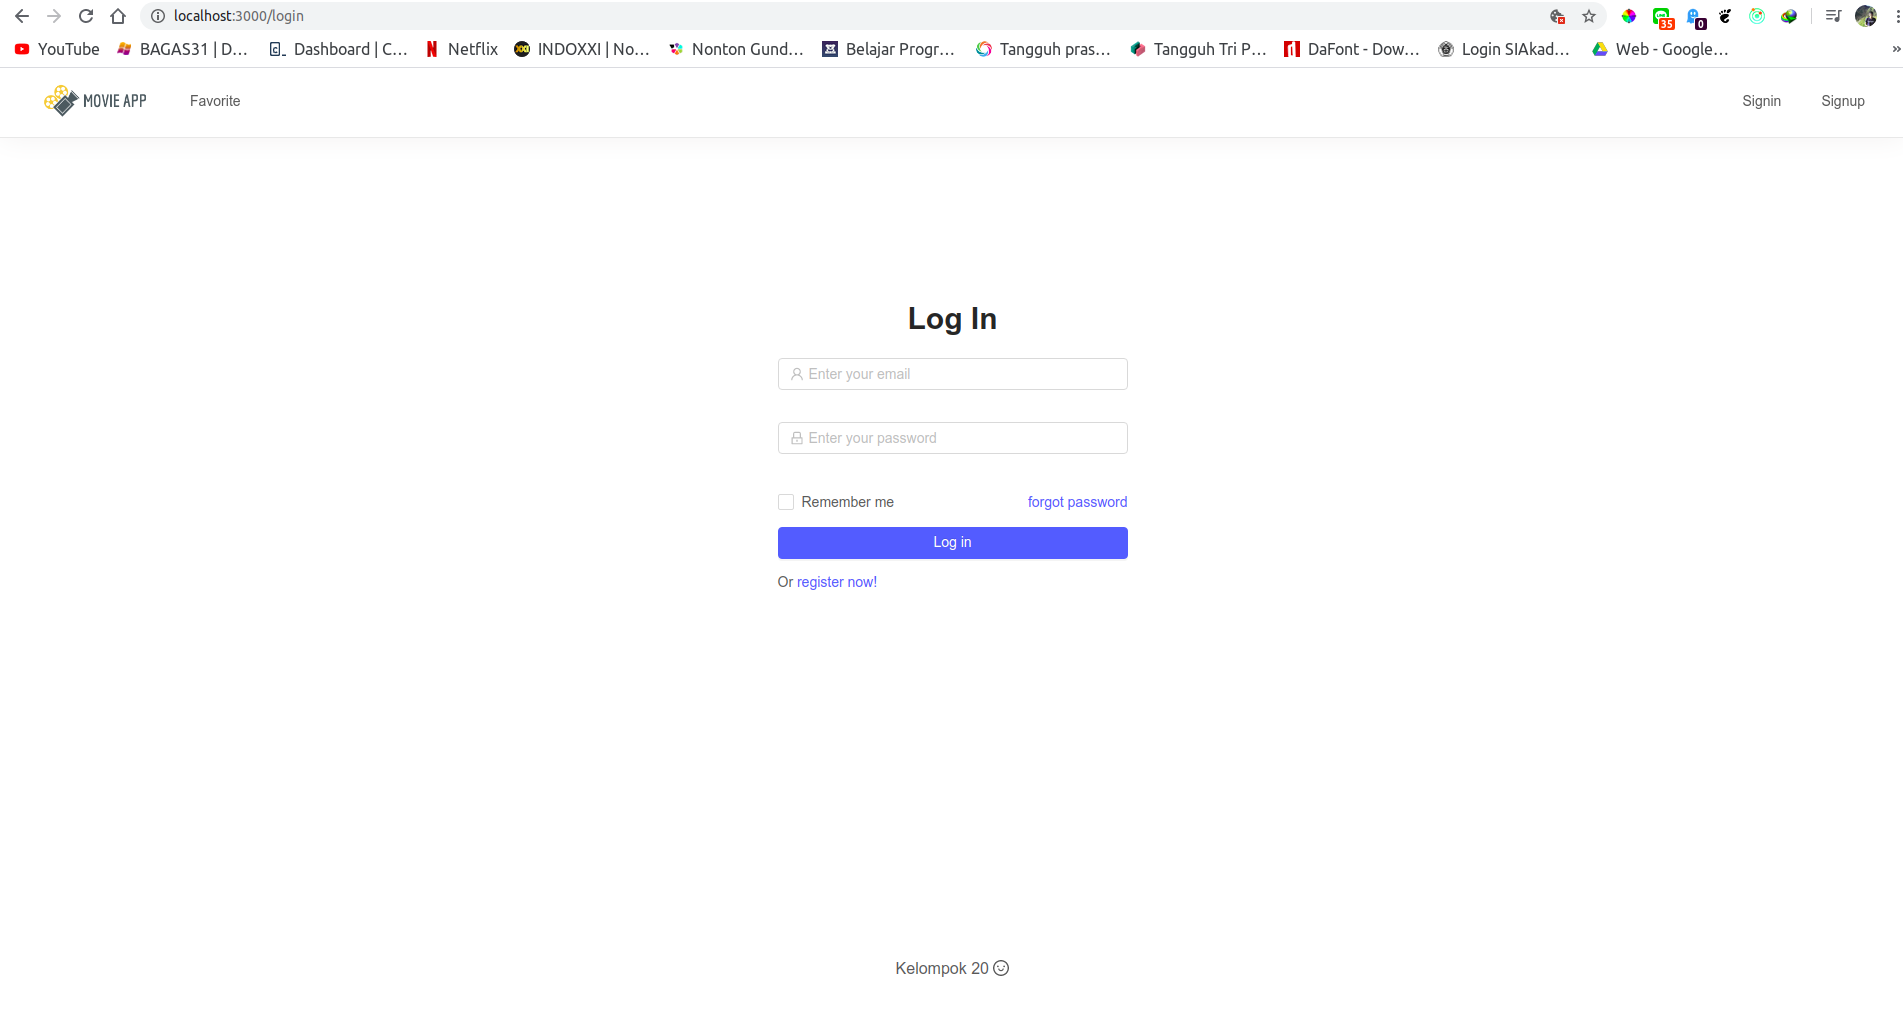 localhost:3000/login
35
0
YouTube BAGAS31 | D... Dashboard | C... Netflix INDOXXI | No... Nonton Gund... Belajar Progr... Tangguh pras... Tangguh Tri P... DaFont - Dow... Login SIAkad... Web - Google... »
MOVIE APP Favorite Signin Signup
Log In
Enter your email
Enter your password
Remember me forgot password
Log in
Or register now!
Kelompok 20